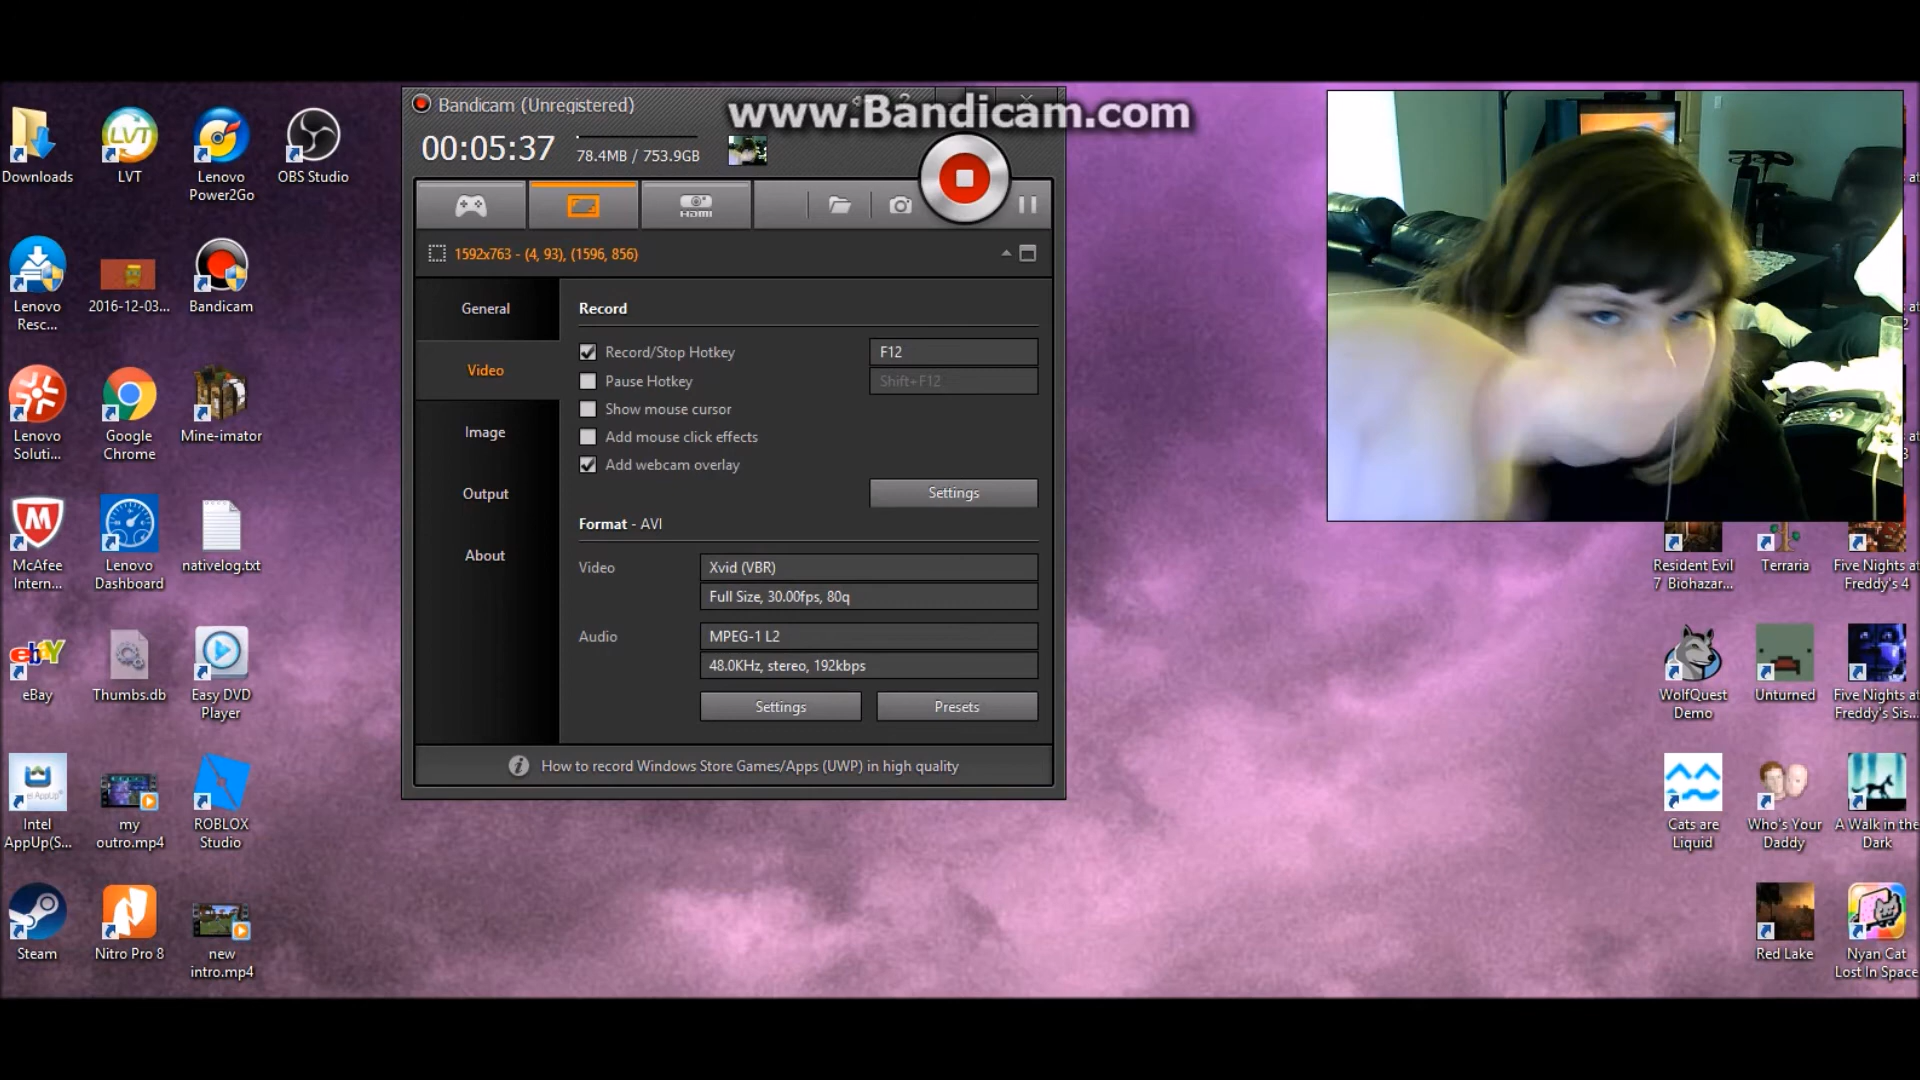 Bandicam (Unregistered)
www.Bandicam.com
00:05:37
78.4MB / 753.9GB
HDMI
1592x763 - (4, 93), (1596, 856)
General
Video
Image
Output
About
Record
Record/Stop Hotkey
F12
Pause Hotkey
Shift+F12
Show mouse cursor
Add mouse click effects
Add webcam overlay
Settings
Format - AVI
Video
Xvid (VBR)
Full Size, 30.00fps, 80q
Audio
MPEG-1 L2
48.0KHz, stereo, 192kbps
Settings
Presets
How to record Windows Store Games/Apps (UWP) in high quality
Downloads
LVT
LVT
Lenovo
Power2Go
OBS Studio
Lenovo
Resc...
2016-12-03...
Bandicam
Lenovo
Soluti...
Google
Chrome
Mine-imator
McAfee
Intern...
Lenovo
Dashboard
nativelog.txt
ebay
eBay
Thumbs.db
Easy DVD
Player
Intel
AppUp(S...
my
outro.mp4
ROBLOX
Studio
Steam
Nitro Pro 8
new
intro.mp4
Resident Evil
7 Biohazar...
Terraria
Five Nights at
Freddy's 4
WolfQuest
Demo
Unturned
Five Nights at
Freddy's Sis...
Cats are
Liquid
Who's Your
Daddy
A Walk in the
Dark
Red Lake
Nyan Cat
Lost In Space
at
at
2
at
3